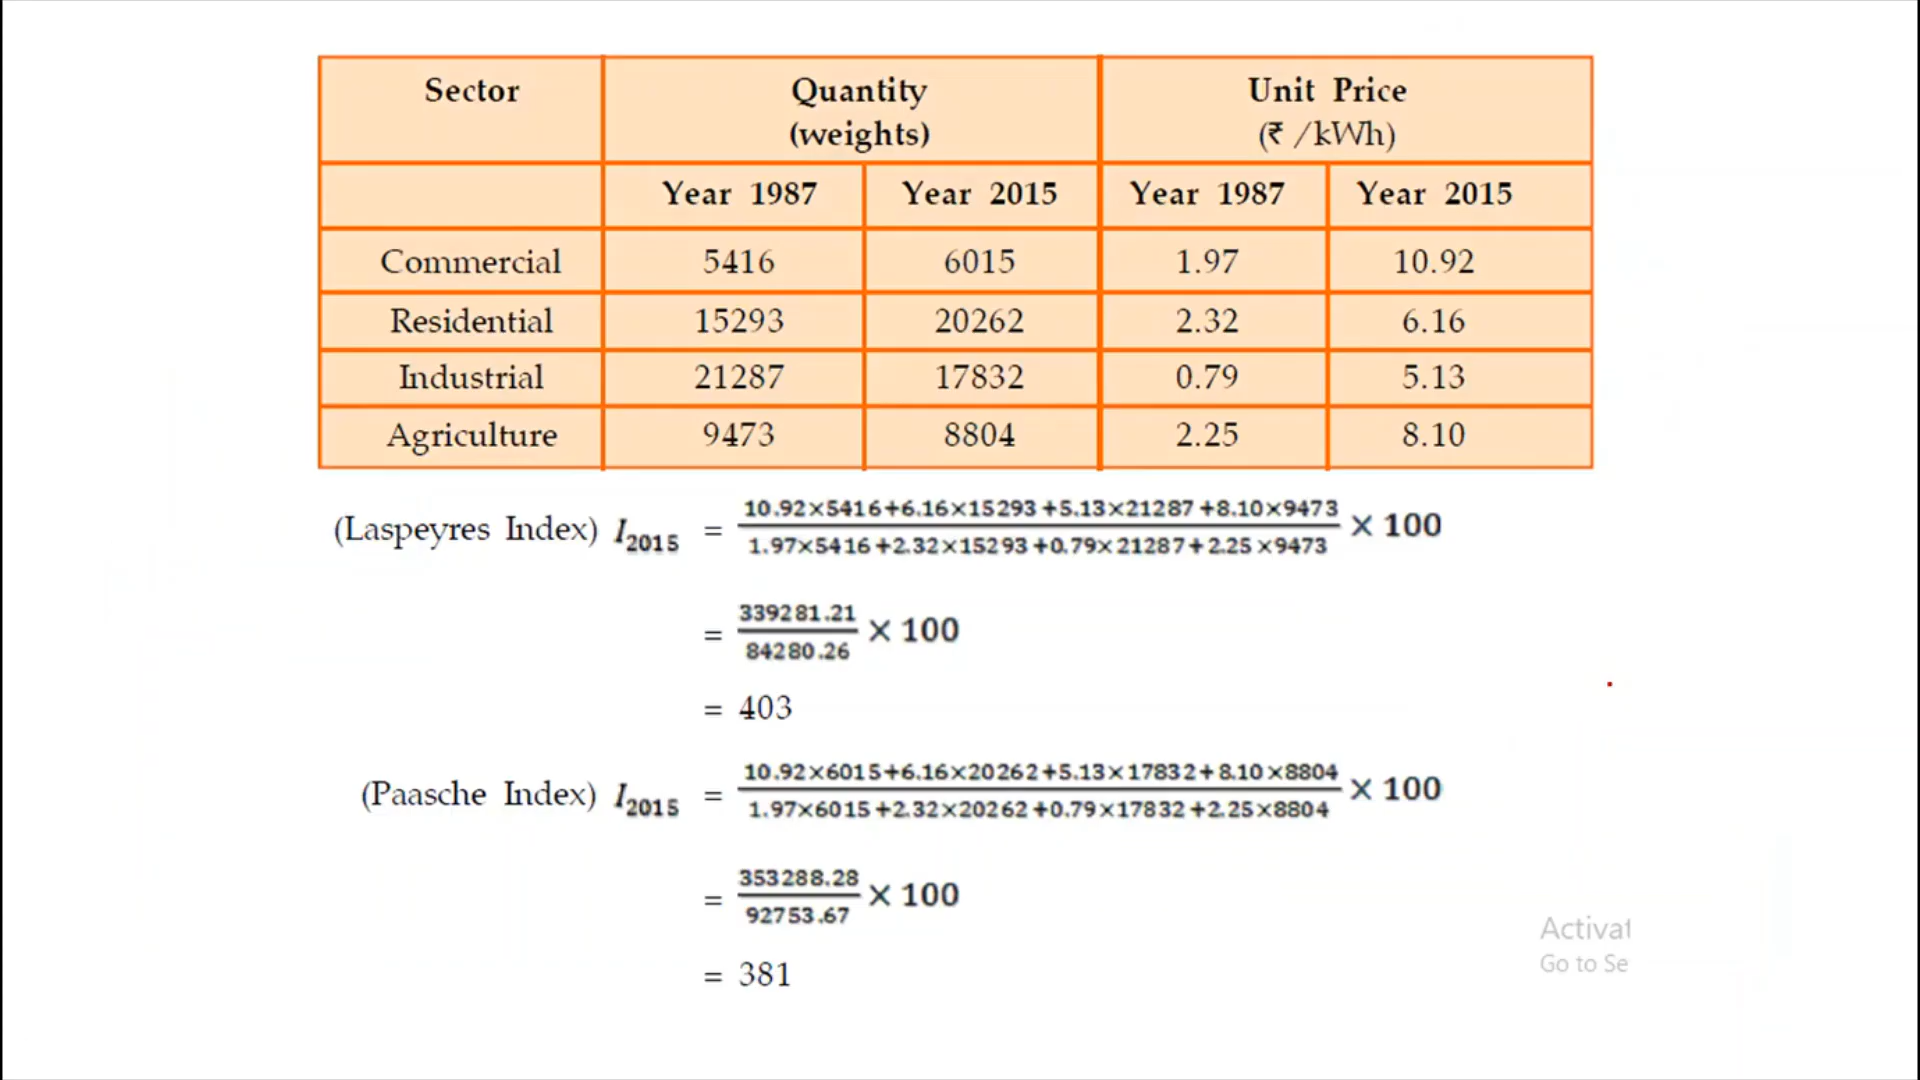 Sector Quantity Unit Price
(weights) (₹ /kWh)
Year 1987 Year 2015 Year 1987 Year 2015
Commercial 5416 6015 1.97 10.92
Residential 15293 20262 2.32 6.16
Industrial 21287 17832 0.79 5.13
Agriculture 9473 8804 2.25 8.10
10.92×5416+6.16×15293+5.13×21287+8.10×9473
(Laspeyres Index) I2015 = × 100
1.97×5416+2.32×15293+0.79×21287+2.25×9473
339281.21
= × 100
84280.26
= 403
10.92×6015+6.16×20262+5.13×17832+8.10×8804
(Paasche Index) I2015 = × 100
1.97×6015+2.32×20262+0.79×17832+2.25×8804
353288.28
= × 100
92753.67
= 381
Activat
Go to Se